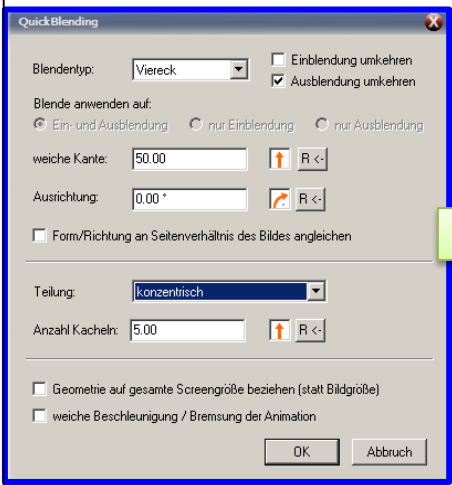 QuickBlending
Blendentyp: Viereck
Einblendung umkehren
Ausblendung umkehren
Blende anwenden auf:
Ein- und Ausblendung nur Einblendung nur Ausblendung
weiche Kante: 50.00 R <-
Ausrichtung: 0.00 ° R <-
Form/Richtung an Seitenverhältnis des Bildes angleichen
Teilung: konzentrisch
Anzahl Kacheln: 5.00 R <-
Geometrie auf gesamte Screengröße beziehen (statt Bildgröße)
weiche Beschleunigung / Bremsung der Animation
OK Abbruch